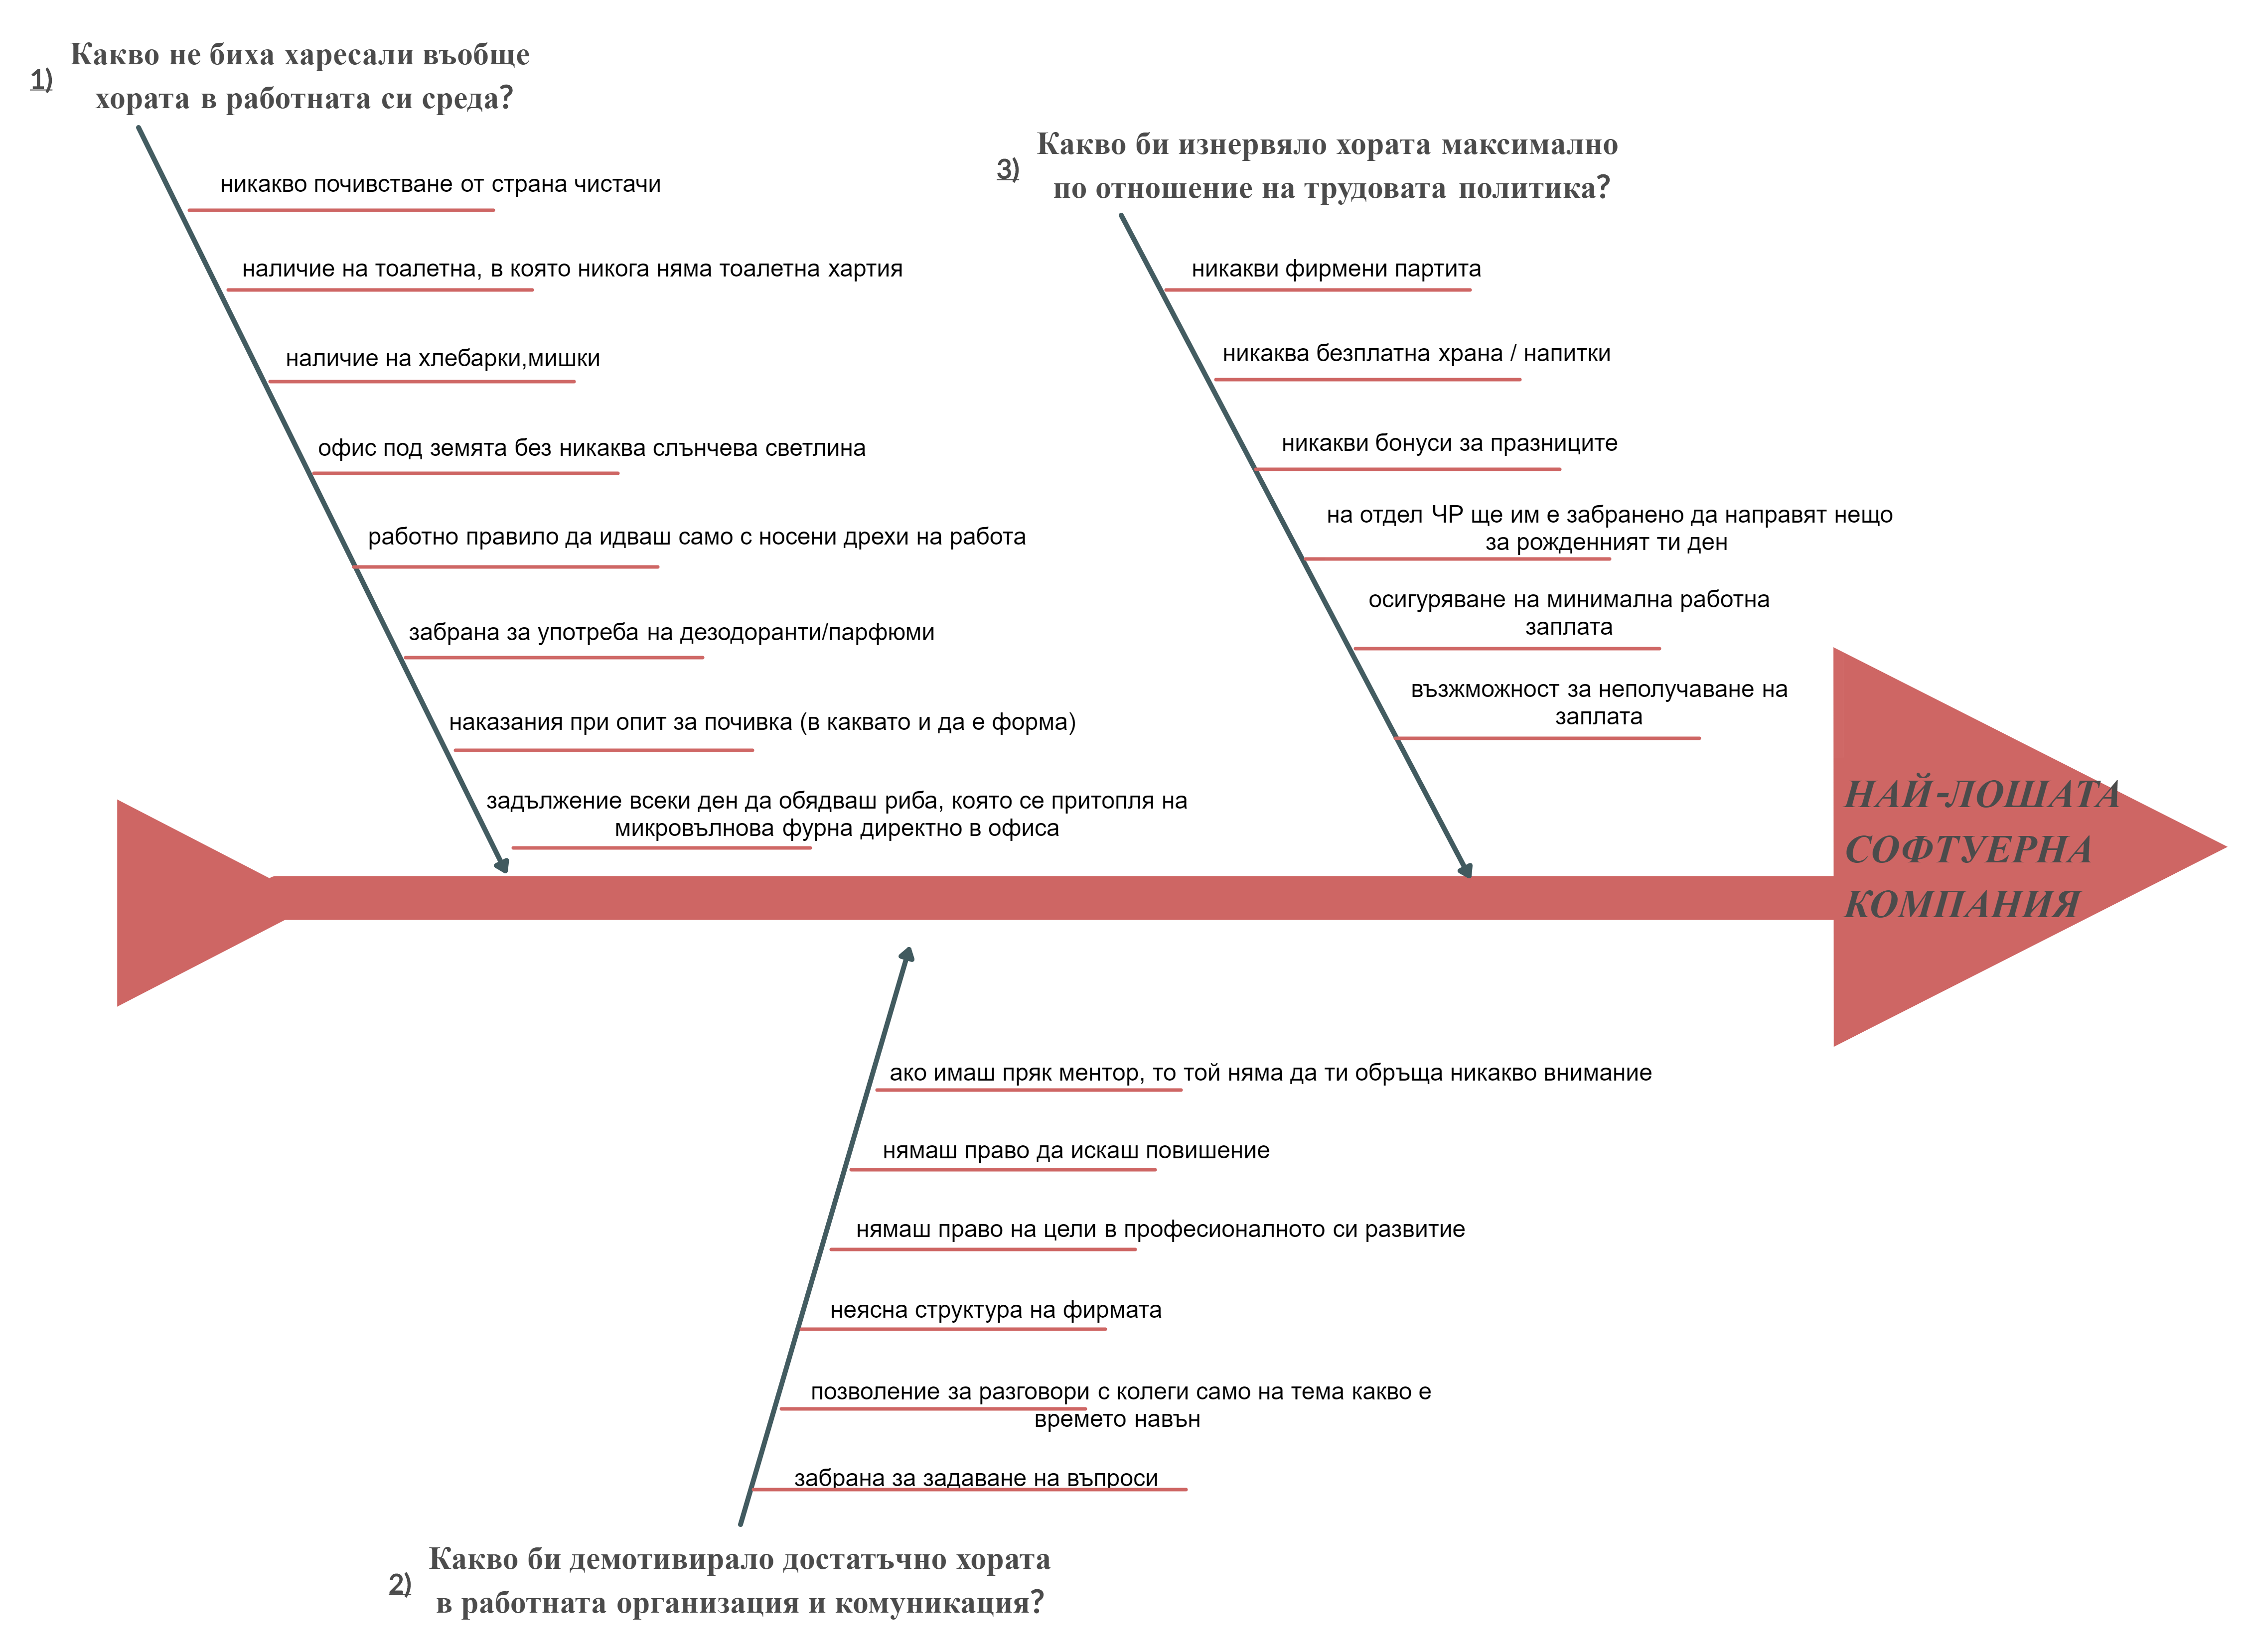 1)
Какво не биха харесали въобще
хората в работната си среда?
никакво почивстване от страна чистачи
наличие на тоалетна, в която никога няма тоалетна хартия
наличие на хлебарки,мишки
офис под земята без никаква слънчева светлина
работно правило да идваш само с носени дрехи на работа
забрана за употреба на дезодоранти/парфюми
наказания при опит за почивка (в каквато и да е форма)
задължение всеки ден да обядваш риба, която се притопля на
микровълнова фурна директно в офиса
3)
Какво би изнервяло хората максимално
по отношение на трудовата политика?
никакви фирмени партита
никаква безплатна храна / напитки
никакви бонуси за празниците
на отдел ЧР ще им е забранено да направят нещо
за рожденният ти ден
осигуряване на минимална работна
заплата
възжможност за неполучаване на
заплата
НАЙ-ЛОШАТА
СОФТУЕРНА
КОМПАНИЯ
ако имаш пряк ментор, то той няма да ти обръща никакво внимание
нямаш право да искаш повишение
нямаш право на цепи в професионалното си развитие
неясна структура на фирмата
позволение за разговори с колеги само на тема какво е
времето навън
забрана за задаване на въпроси
2)
Какво би демотивирало достатъчно хората
в работната организация и комуникация?